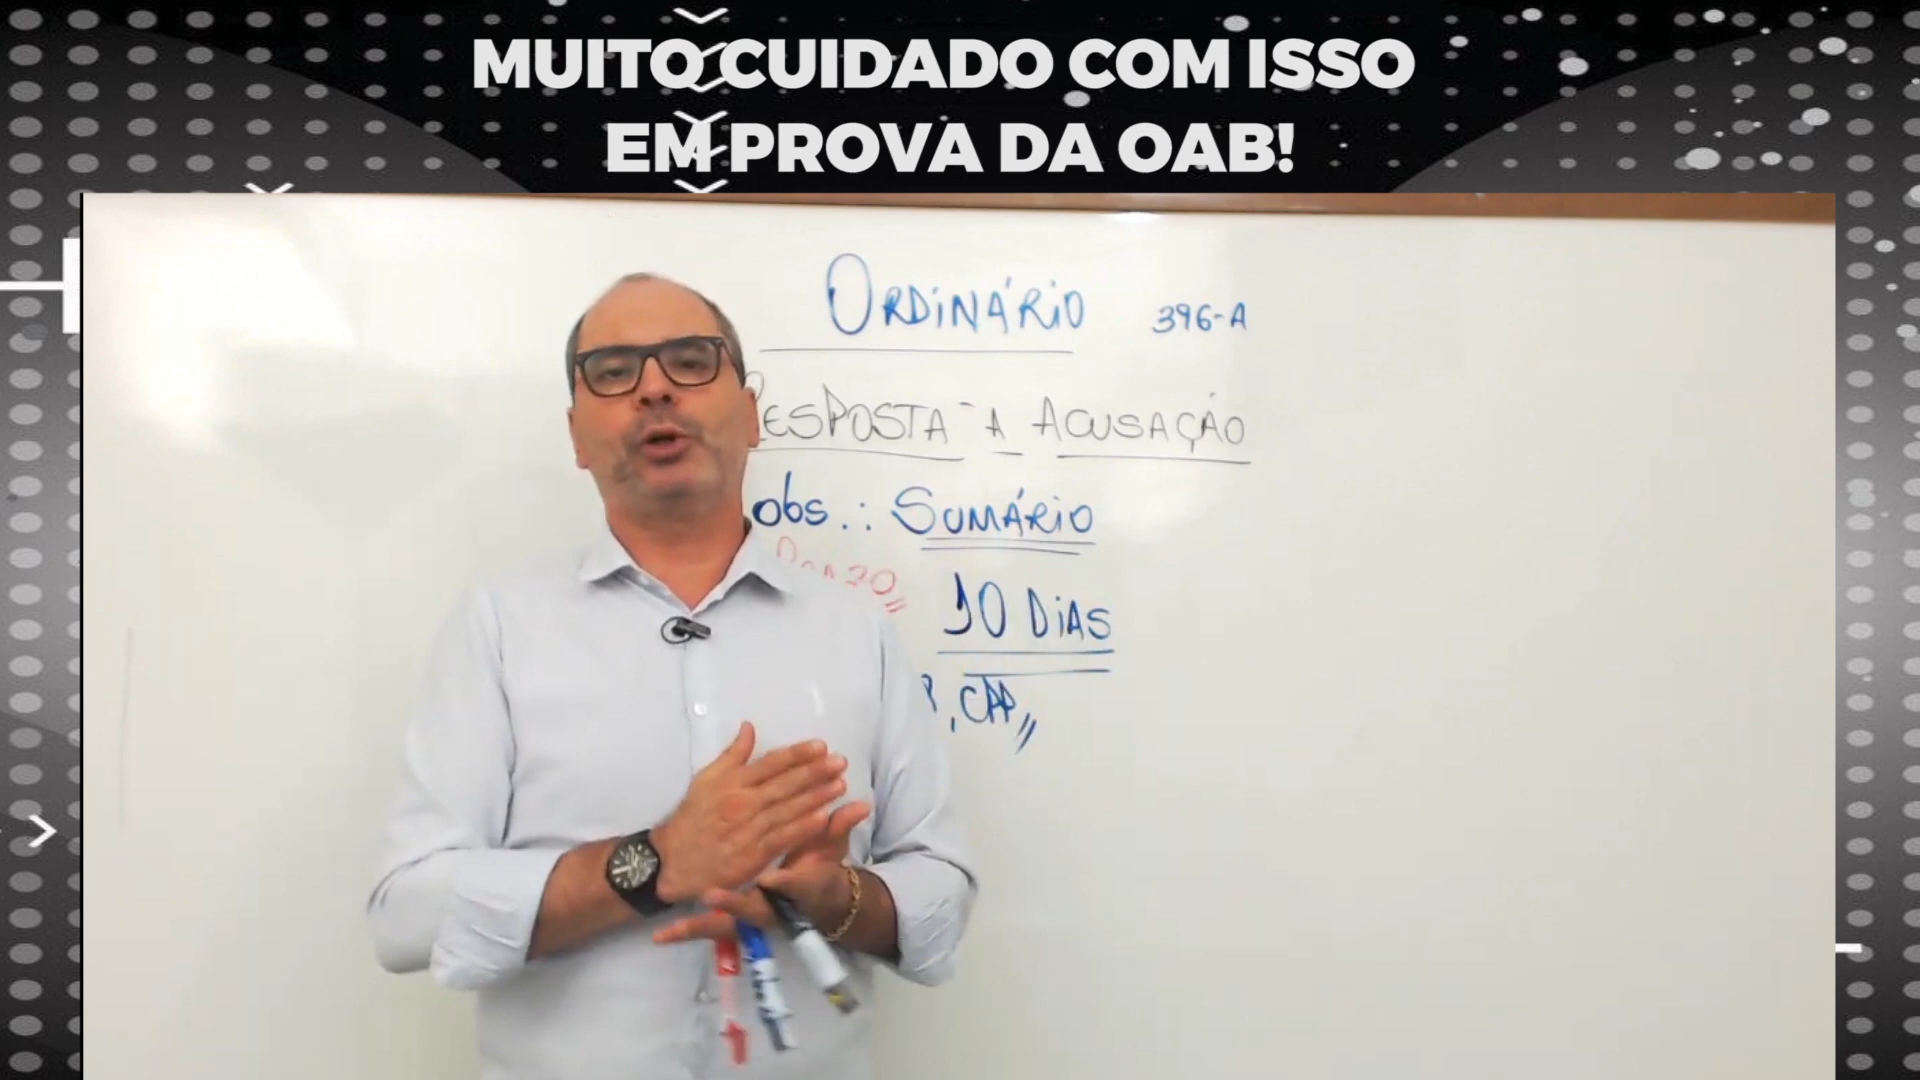 MUITO CUIDADO COM ISSO
EM PROVA DA OAB!
ORDINÁRIO 396-A
RESPOSTA A ACUSAÇÃO
obs.: SUMÁRIO
10 DIAS
P, CPP